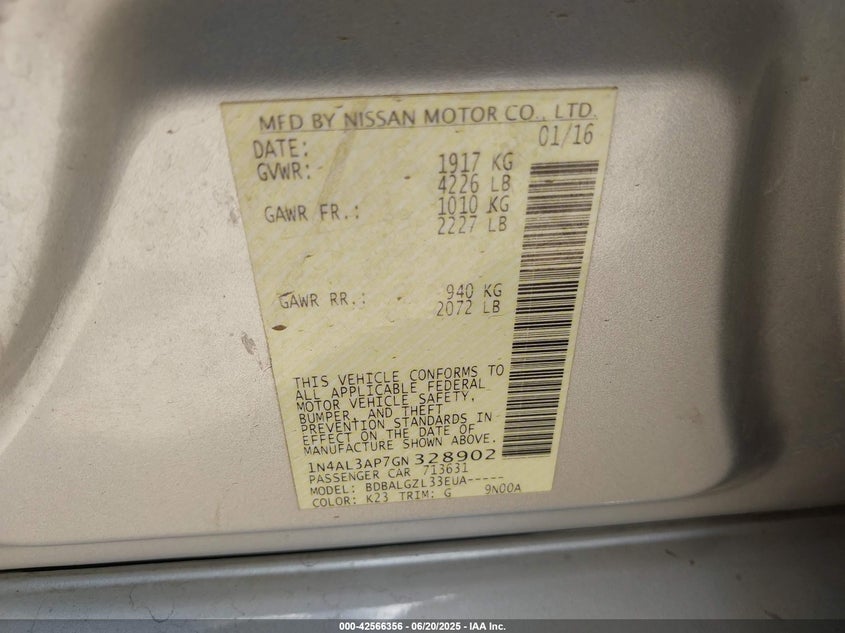 MFD BY NISSAN MOTOR CO., LTD.
DATE: 01/16
GVWR: 1917 KG
4226 LB
GAWR FR.: 1010 KG
2227 LB
GAWR RR.: 940 KG
2072 LB
THIS VEHICLE CONFORMS TO
ALL APPLICABLE FEDERAL
MOTOR VEHICLE SAFETY,
BUMPER, AND THEFT
PREVENTION STANDARDS IN
EFFECT ON THE DATE OF
MANUFACTURE SHOWN ABOVE.
1N4AL3AP7GN 328902
PASSENGER CAR 713631
MODEL: BDBALGZL33EUA-----
COLOR: K23 TRIM: G 9N00A
000-42566356 - 06/20/2025 - IAA Inc.